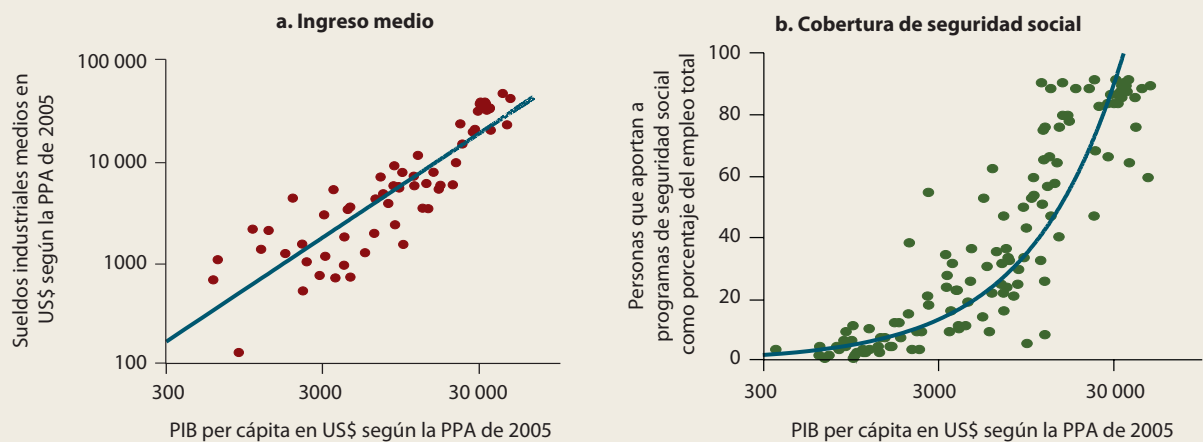 a. Ingreso medio
Sueldos industriales medios en
US$ según la PPA de 2005
100 000
10 000
1000
100
300
3000
30 000
PIB per cápita en US$ según la PPA de 2005
b. Cobertura de seguridad social
Personas que aportan a
programas de seguridad social
como porcentaje del empleo total
100
80
60
40
20
0
300
3000
30 000
PIB per cápita en US$ según la PPA de 2005